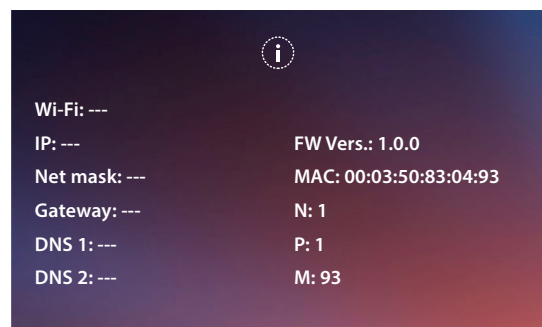 i
Wi-Fi: ---
IP: ---
Net mask: ---
Gateway: ---
DNS 1: ---
DNS 2: ---
FW Vers.: 1.0.0
MAC: 00:03:50:83:04:93
N: 1
P: 1
M: 93